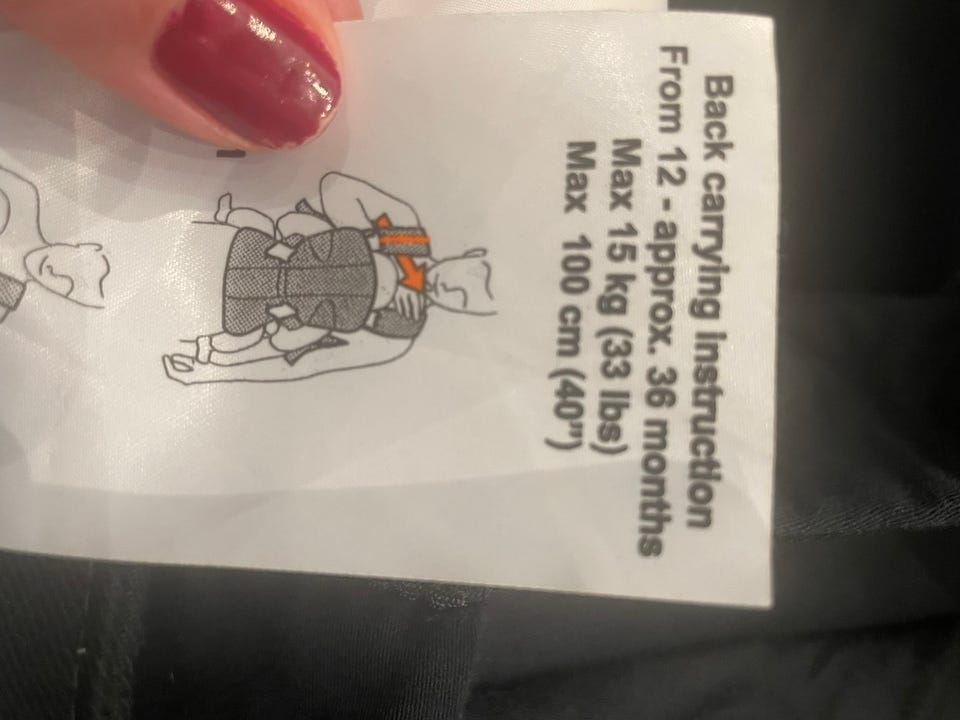 Back carrying instruction
From 12 - approx. 36 months
Max 15 kg (33 lbs)
Max 100 cm (40")